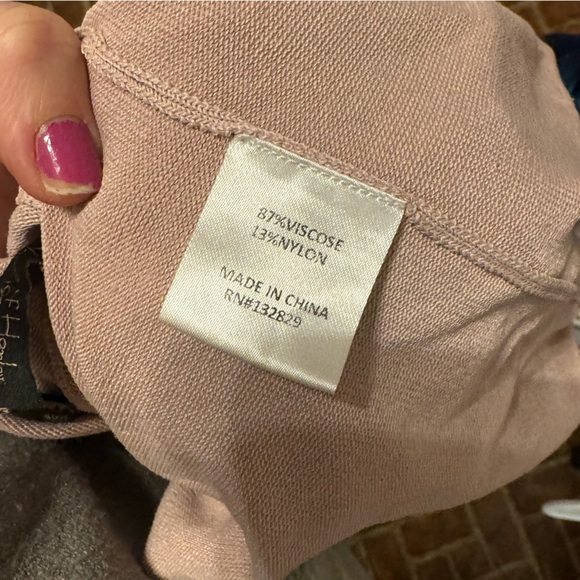 87%VISCOSE
13%NYLON
MADE IN CHINA
RN#132829